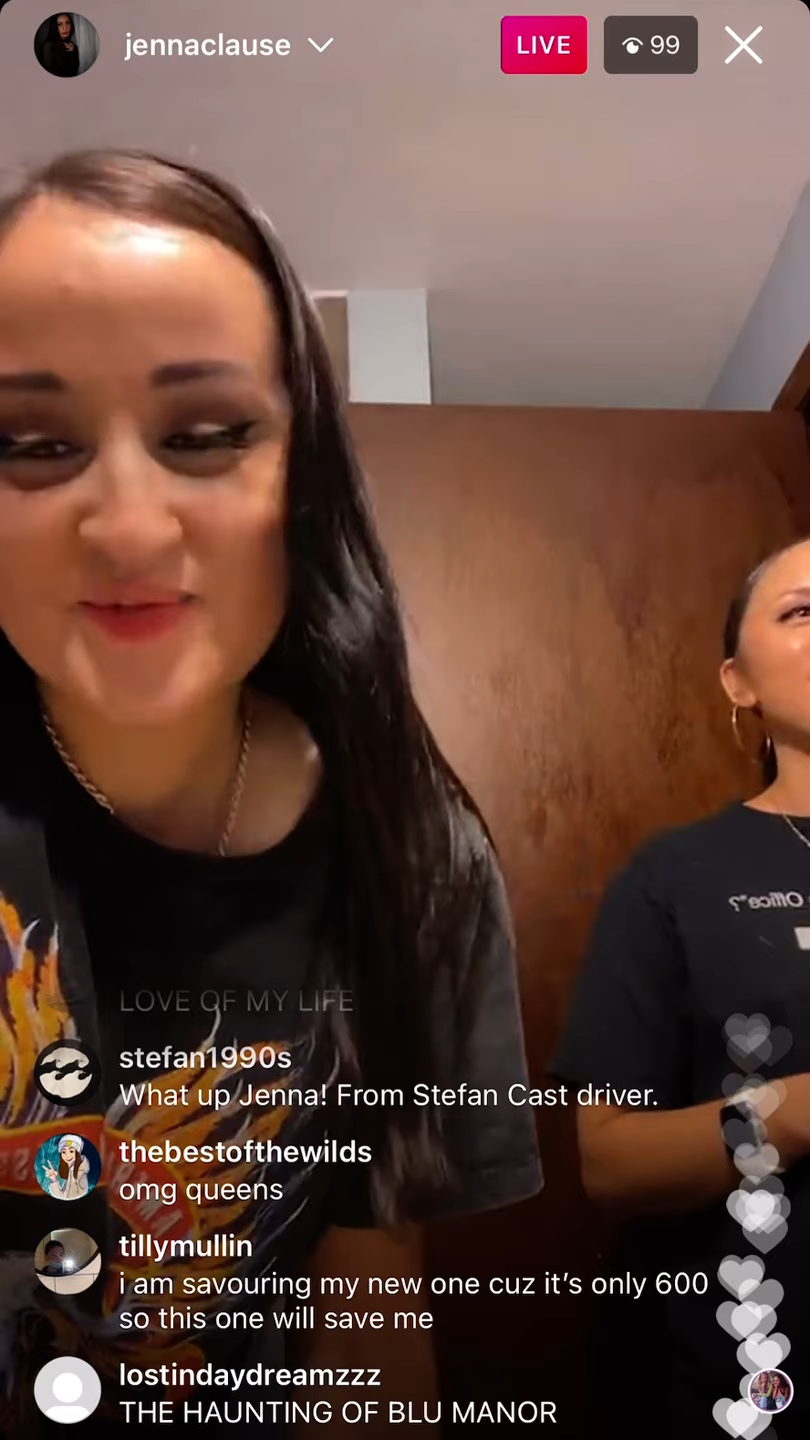 jennaclause
LIVE
99
Office"?
LOVE OF MY LIFE
stefan1990s
What up Jenna! From Stefan Cast driver.
thebestofthewilds
omg queens
tillymullin
i am savouring my new one cuz it’s only 600
so this one will save me
lostindaydreamzzz
THE HAUNTING OF BLU MANOR